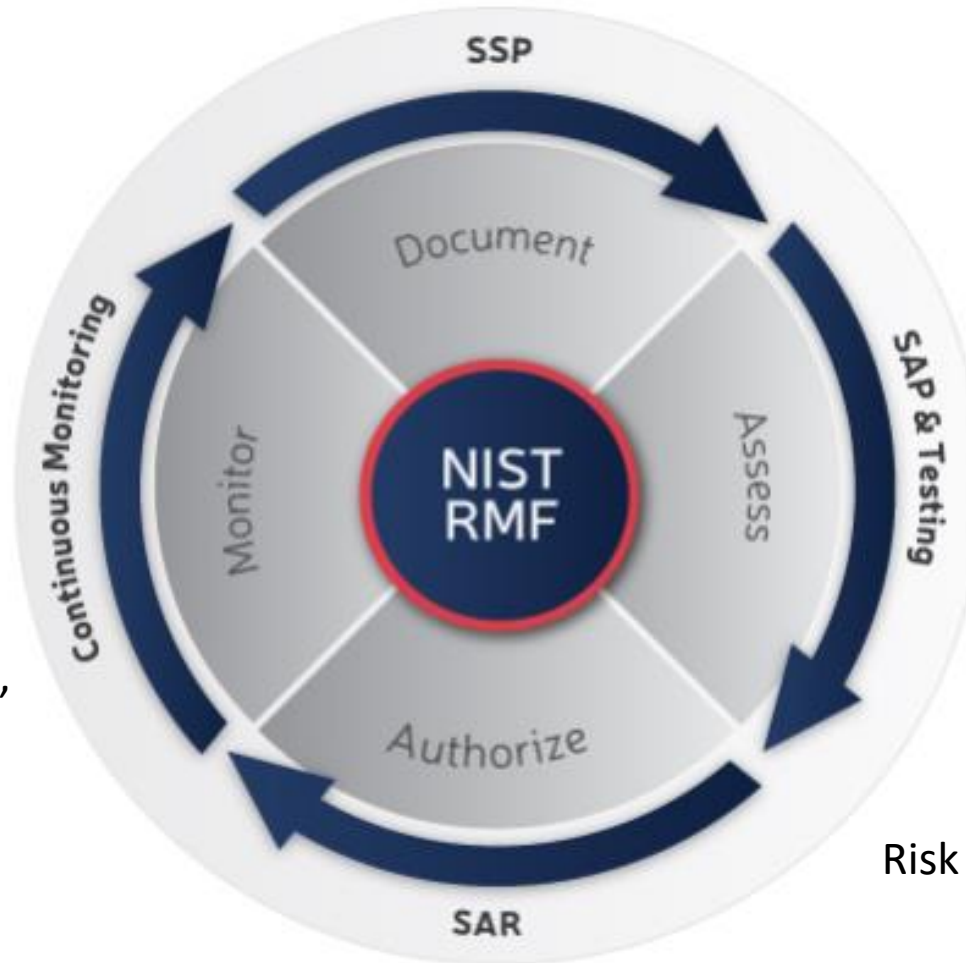 SSP
Document
SAP & Testing
Assess
NIST
RMF
Monitor
Continuous Monitoring
,
Authorize
Risk
SAR